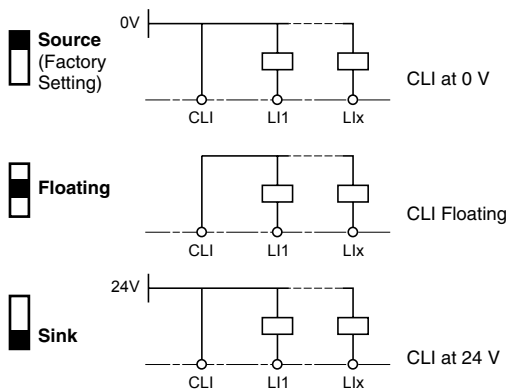 0V
Source
(Factory
Setting)
CLI at 0 V
CLI LI1 LIx
Floating
CLI Floating
CLI LI1 LIx
24V
Sink
CLI at 24 V
CLI LI1 LIx